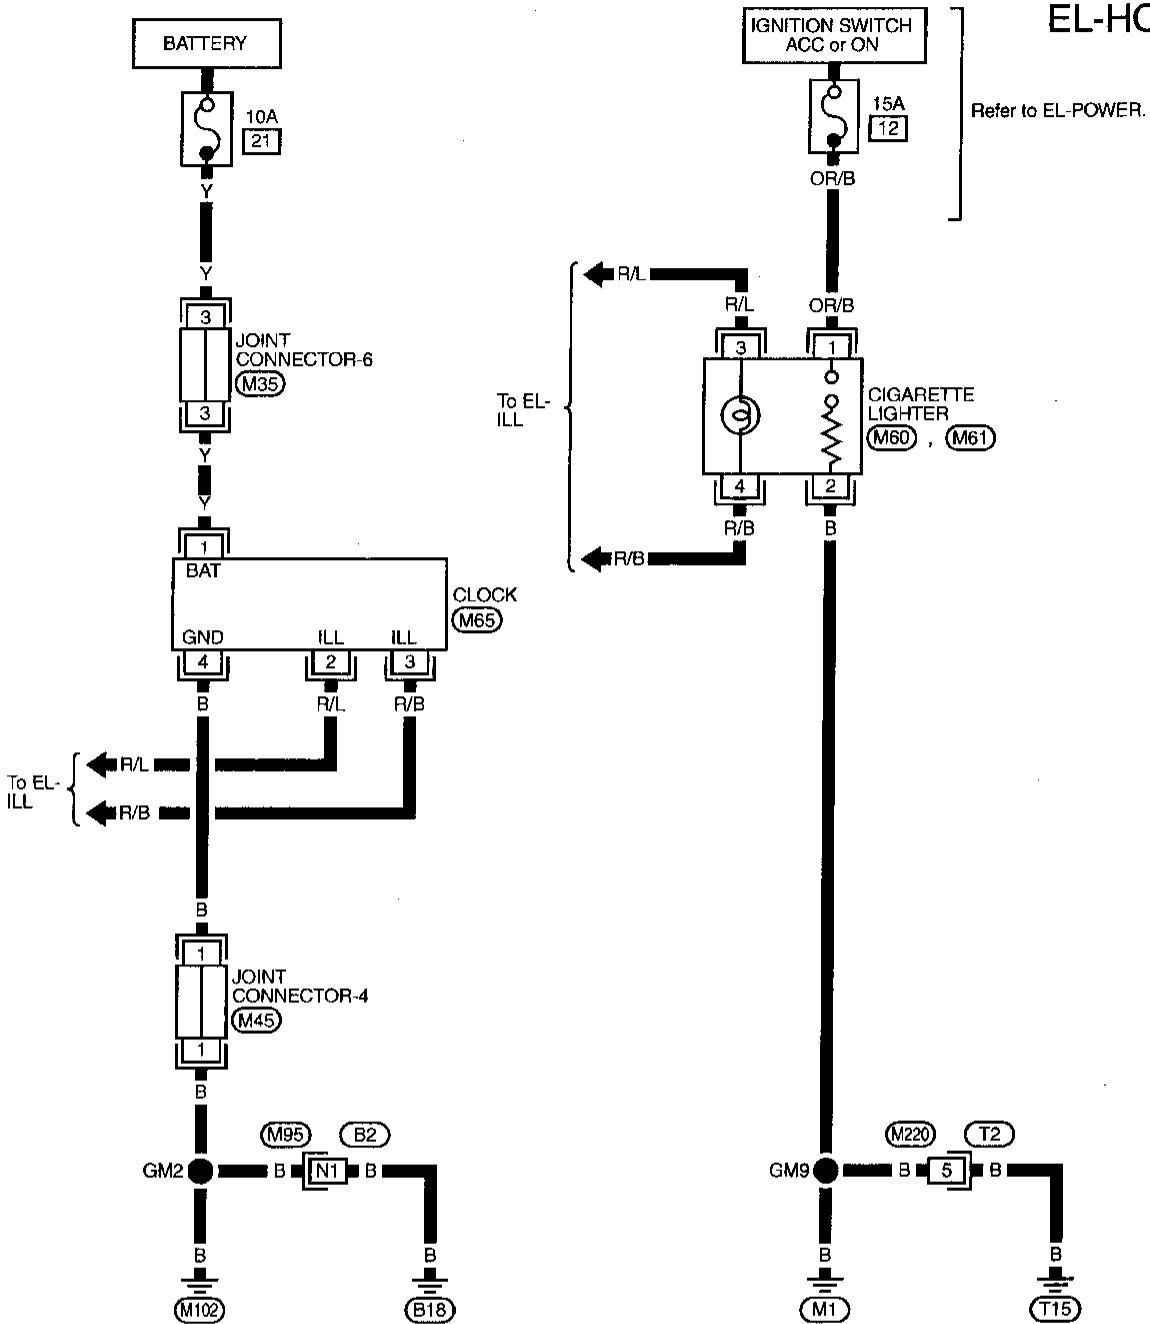 EL-HO
BATTERY
10A
21
Y
Y
3
JOINT
CONNECTOR-6
M35
3
Y
Y
1
BAT
CLOCK
M65
GND ILL ILL
4 2 3
B R/L R/B
To EL-
ILL
R/L
R/B
B
1
JOINT
CONNECTOR-4
M45
1
B
M95 B2
GM2 B N1 B
B B
M102 B18
IGNITION SWITCH
ACC or ON
15A
12
Refer to EL-POWER.
OR/B
R/L
R/L OR/B
3 1
To EL-
ILL
CIGARETTE
LIGHTER
M60 , M61
4 2
R/B B
R/B
M220 T2
GM9 B 5 B
B B
M1 T15